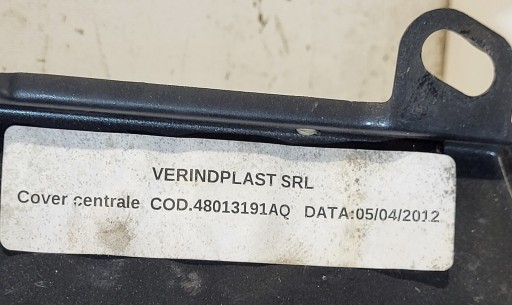 VERINDPLAST SRL
Cover centrale COD.48013191AQ DATA:05/04/2012